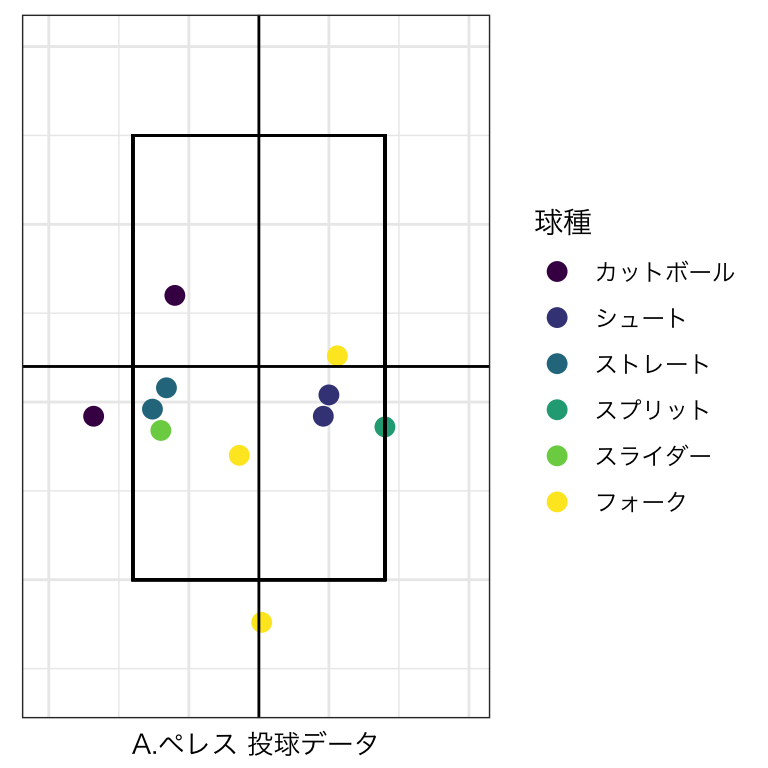 球種
カットボール
シュート
ストレート
スプリット
スライダー
フォーク
A.ペレス 投球データ